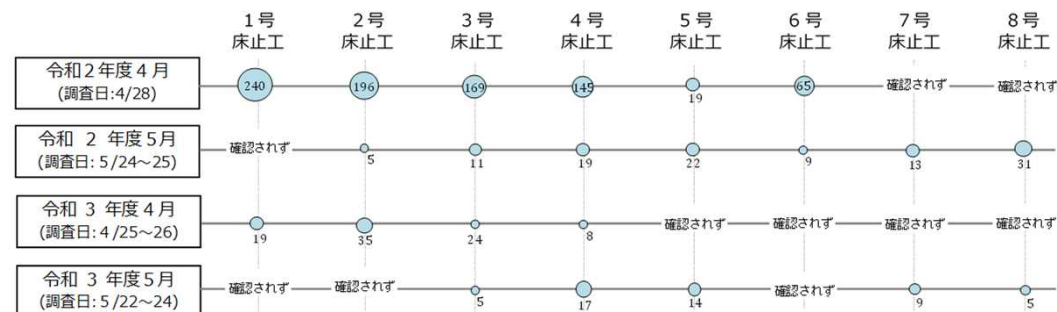 1号 2号 3号 4号 5号 6号 7号 8号
床止工 床止工 床止工 床止工 床止工 床止工 床止工 床止工
令和2年度4月
(調査日:4/28)
240 196 169 145 19 65 確認されず 確認されず
令和 2 年度5月
(調査日: 5/24～25)
確認されず 5 11 19 22 9 13 31
令和 3 年度4月
(調査日: 4/25～26)
19 35 24 8 確認されず 確認されず 確認されず 確認されず
令和 3 年度5月
(調査日: 5/22～24)
確認されず 確認されず 5 17 14 確認されず 9 5